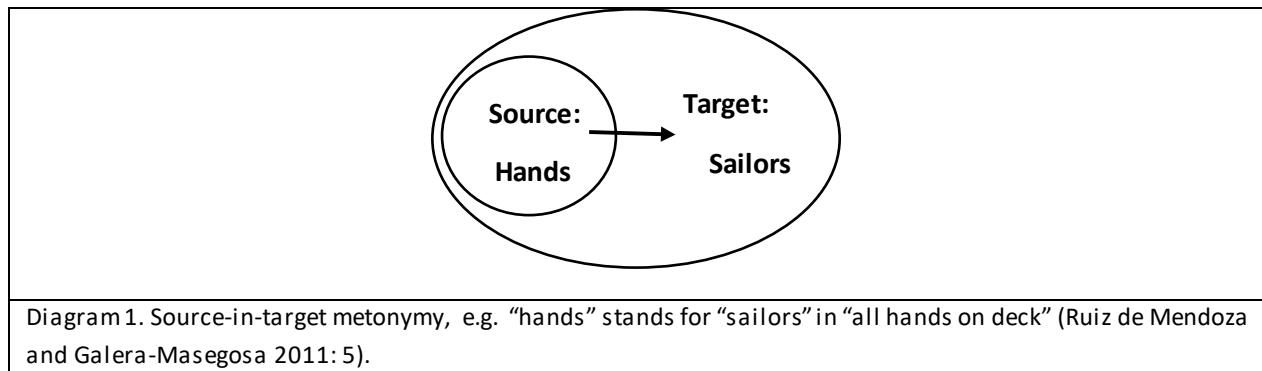 Source:
Hands
Target:
Sailors
Diagram 1. Source-in-target metonymy, e.g. “hands” stands for “sailors” in “all hands on deck” (Ruiz de Mendoza
and Galera-Masegosa 2011: 5).